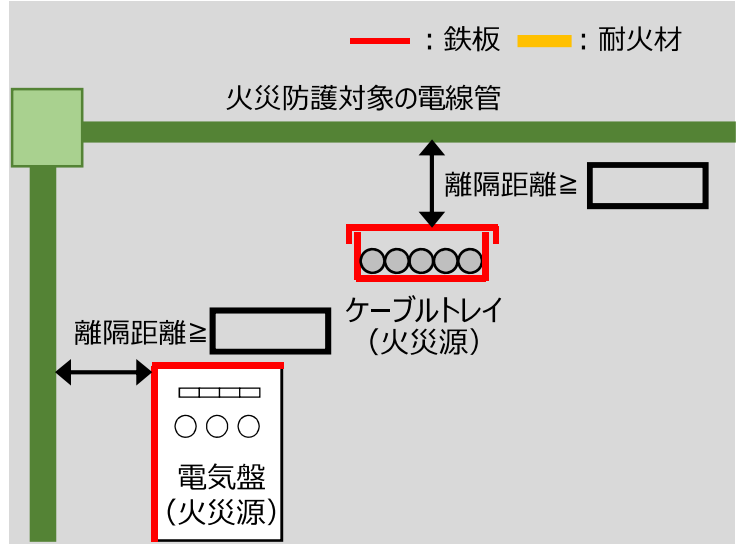 ：鉄板　：耐火材
火災防護対象の電線管
離隔距離≧
ケーブルトレイ
（火災源）
離隔距離≧
電気盤
（火災源）